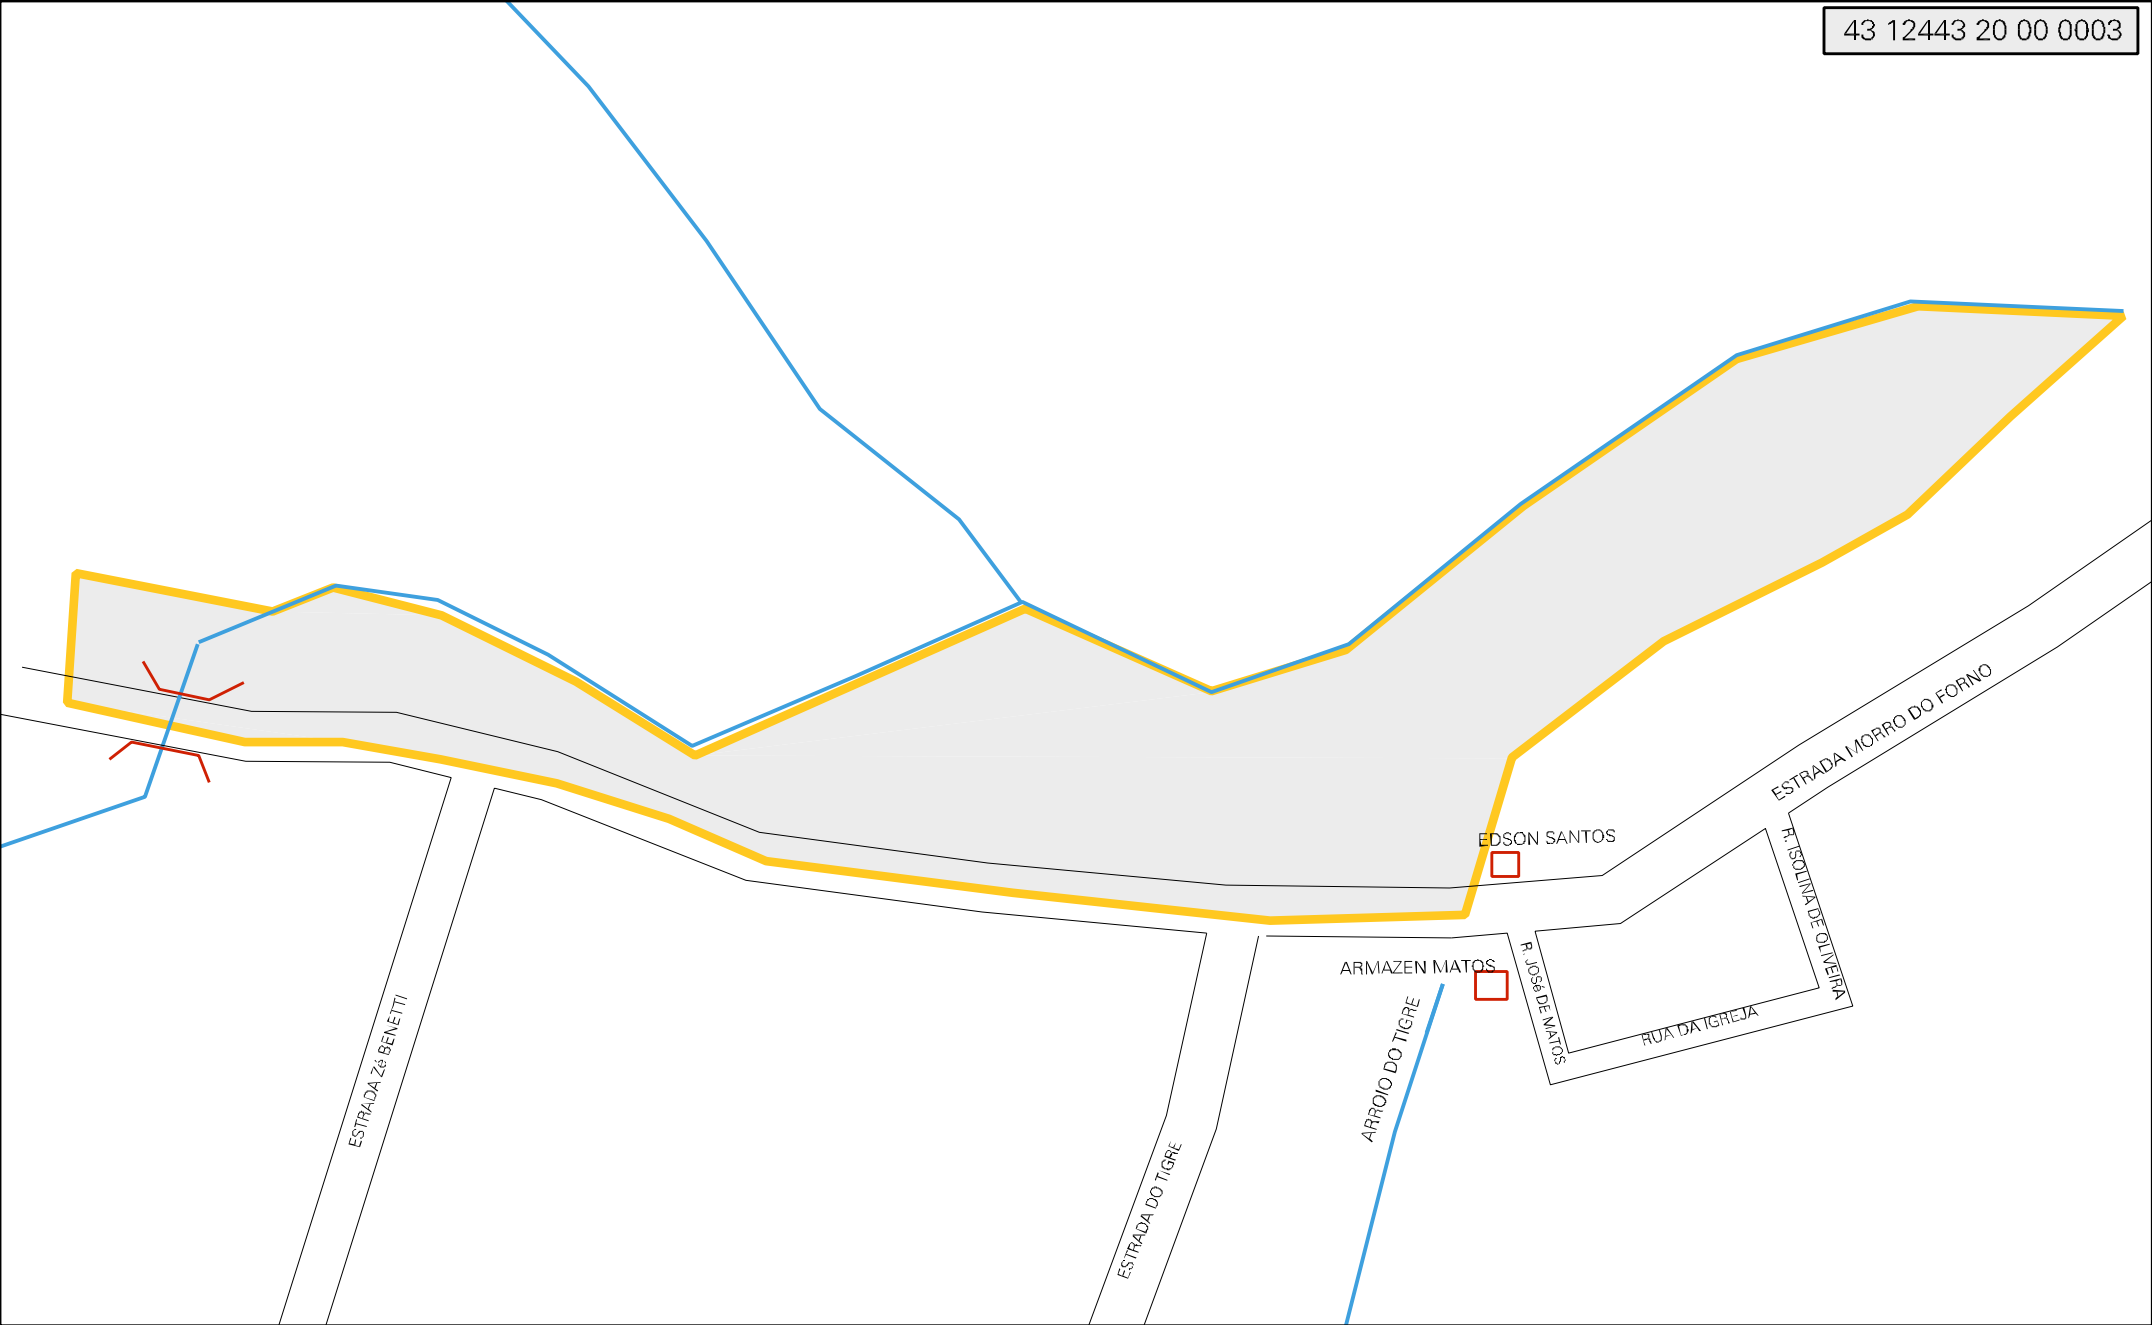 43 12443 20 00 0003
ESTRADA MORRO DO FORNO
EDSON SANTOS
R. ISOLINA DE OLIVEIRA
ARMAZEN MATOS
R. JOSé DE MATOS
RUA DA IGREJA
ARROIO DO TIGRE
ESTRADA Zé BENETTI
ESTRADA DO TIGRE